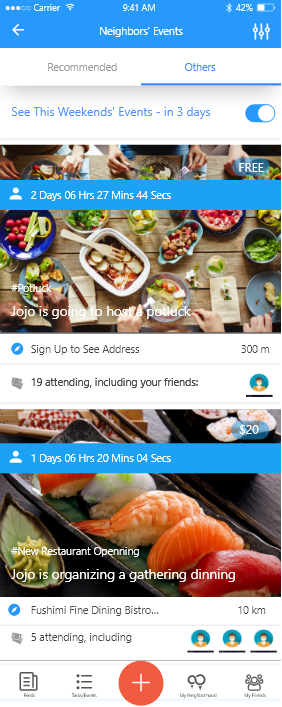 Carrier 9:41 AM 42%
Neighbors' Events
Recommended Others
See This Weekends' Events - in 3 days
FREE
2 Days 06 Hrs 27 Mins 44 Secs
#Potluck
Jojo is going to host a potluck
Sign Up to See Address 300 m
19 attending, including your friends:
$20
1 Days 06 Hrs 20 Mins 04 Secs
#New Restaurant Openning
Jojo is organizing a gathering dinning
Fushimi Fine Dining Bistro... 10 km
5 attending, including
Feeds Tasks/Events My Neighborhood My Friends